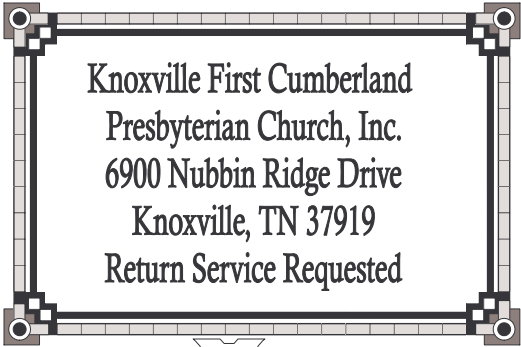 Knoxville First Cumberland
Presbyterian Church, Inc.
6900 Nubbin Ridge Drive
Knoxville, TN 37919
Return Service Requested